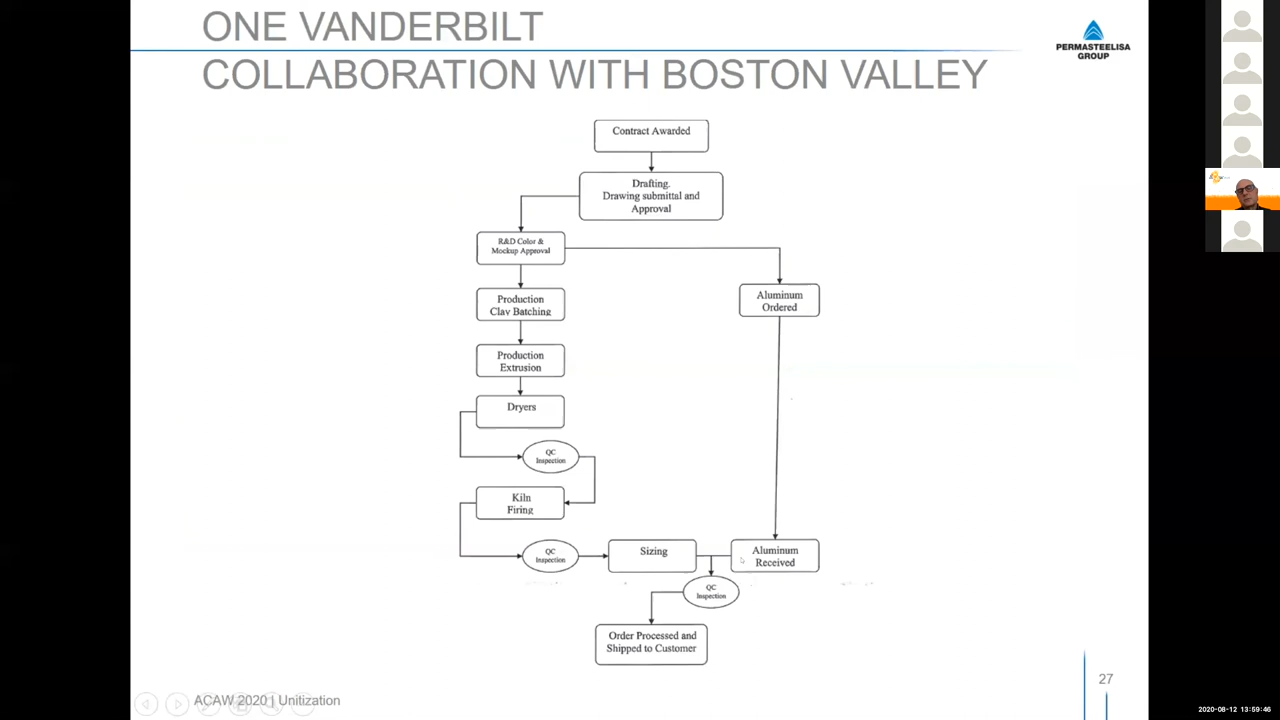 ONE VANDERBILT
COLLABORATION WITH BOSTON VALLEY
PERMASTEELISA
GROUP
Contract Awarded
Drafting.
Drawing submittal and
Approval
R&D Color &
Mockup Approval
Production
Clay Batching
Aluminum
Ordered
Production
Extrusion
Dryers
QC
Inspection
Kiln
Firing
QC
Inspection
Sizing
Aluminum
Received
QC
Inspection
Order Processed and
Shipped to Customer
27
ACAW 2020 | Unitization
2020-08-12 13:59:46